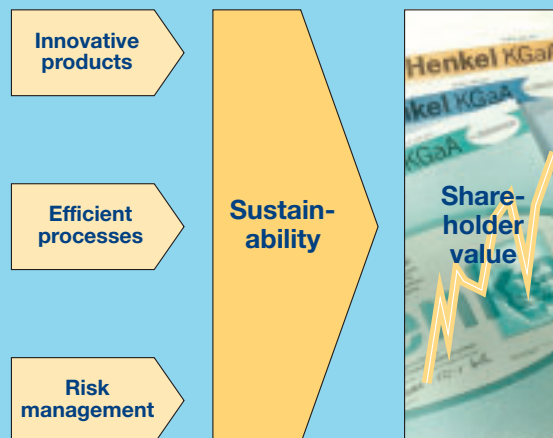 Innovative
products
Efficient
processes
Risk
management
Sustain-
ability
Henkel KGaA
kel KGaA
KGaA
Share-
holder
value